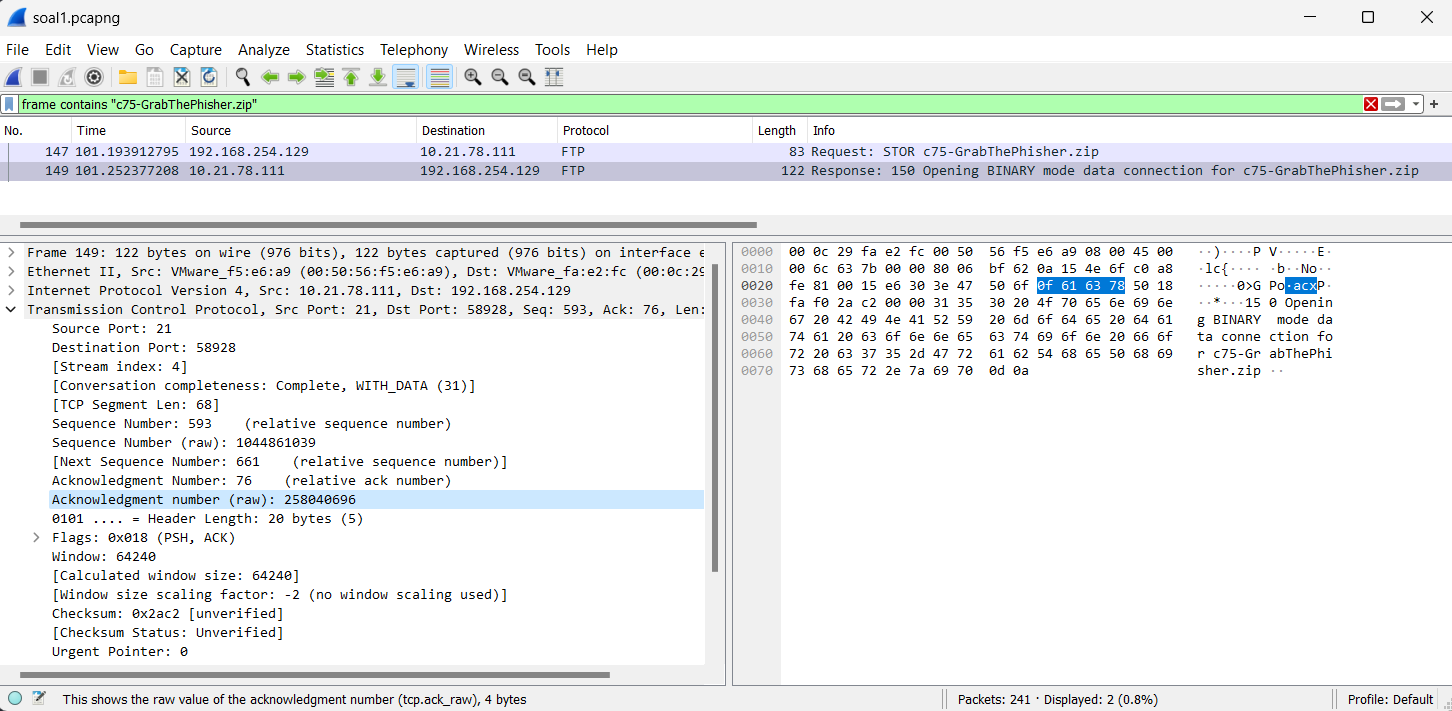 soal1.pcapng
File Edit View Go Capture Analyze Statistics Telephony Wireless Tools Help
frame contains "c75-GrabThePhisher.zip"
No. Time Source Destination Protocol Length Info
147 101.193912795 192.168.254.129 10.21.78.111 FTP 83 Request: STOR c75-GrabThePhisher.zip
149 101.252377208 10.21.78.111 192.168.254.129 FTP 122 Response: 150 Opening BINARY mode data connection for c75-GrabThePhisher.zip
Frame 149: 122 bytes on wire (976 bits), 122 bytes captured (976 bits) on interface e
Ethernet II, Src: VMware_f5:e6:a9 (00:50:56:f5:e6:a9), Dst: VMware_fa:e2:fc (00:0c:29
Internet Protocol Version 4, Src: 10.21.78.111, Dst: 192.168.254.129
Transmission Control Protocol, Src Port: 21, Dst Port: 58928, Seq: 593, Ack: 76, Len:
Source Port: 21
Destination Port: 58928
[Stream index: 4]
[Conversation completeness: Complete, WITH_DATA (31)]
[TCP Segment Len: 68]
Sequence Number: 593 (relative sequence number)
Sequence Number (raw): 1044861039
[Next Sequence Number: 661 (relative sequence number)]
Acknowledgment Number: 76 (relative ack number)
Acknowledgment number (raw): 258040696
0101 .... = Header Length: 20 bytes (5)
Flags: 0x018 (PSH, ACK)
Window: 64240
[Calculated window size: 64240]
[Window size scaling factor: -2 (no window scaling used)]
Checksum: 0x2ac2 [unverified]
[Checksum Status: Unverified]
Urgent Pointer: 0
0000 00 0c 29 fa e2 fc 00 50 56 f5 e6 a9 08 00 45 00 ··)····P V·····E·
0010 00 6c 63 7b 00 00 80 06 bf 62 0a 15 4e 6f c0 a8 ·lc{···· ·b··No··
0020 fe 81 00 15 e6 30 3e 47 50 6f 0f 61 63 78 50 18 ·····0>G Po·acxP·
0030 fa f0 2a c2 00 00 31 35 30 20 4f 70 65 6e 69 6e ··*···15 0 Openin
0040 67 20 42 49 4e 41 52 59 20 6d 6f 64 65 20 64 61 g BINARY mode da
0050 74 61 20 63 6f 6e 6e 65 63 74 69 6f 6e 20 66 6f ta conne ction fo
0060 72 20 63 37 35 2d 47 72 61 62 54 68 65 50 68 69 r c75-Gr abThePhi
0070 73 68 65 72 2e 7a 69 70 0d 0a sher.zip ··
This shows the raw value of the acknowledgment number (tcp.ack_raw), 4 bytes
Packets: 241 · Displayed: 2 (0.8%)
Profile: Default